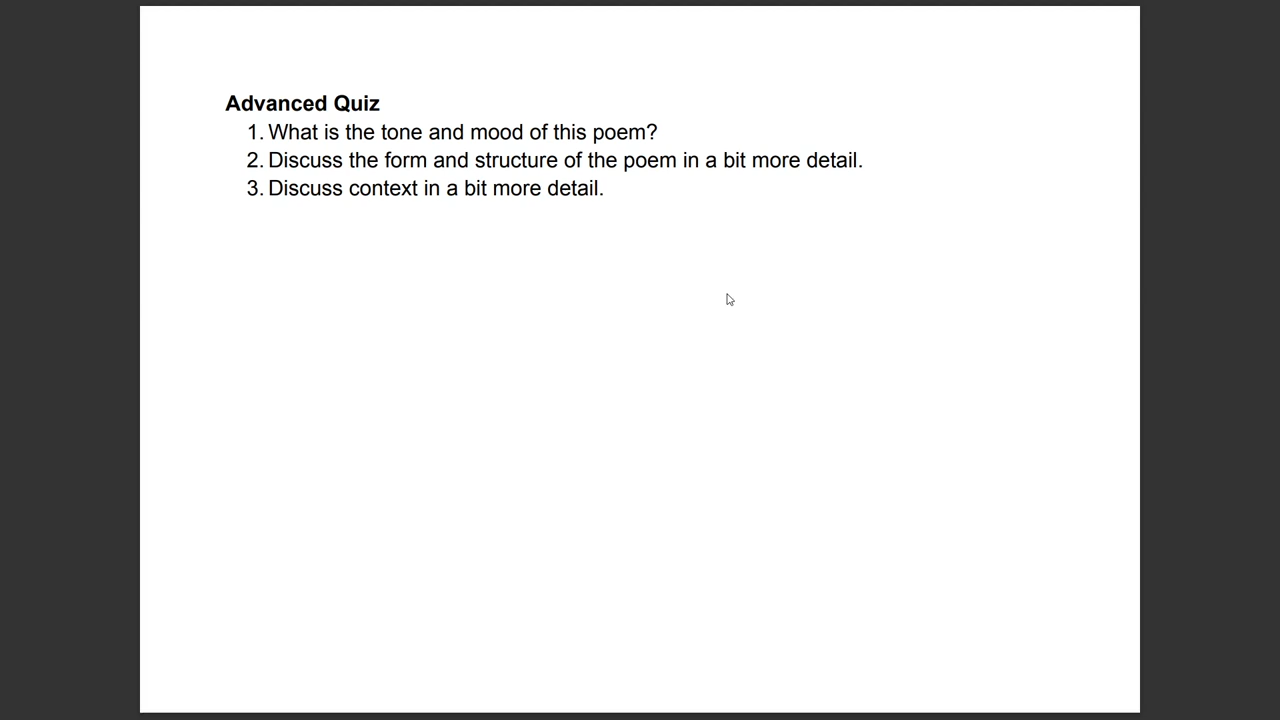 Advanced Quiz
1. What is the tone and mood of this poem?
2. Discuss the form and structure of the poem in a bit more detail.
3. Discuss context in a bit more detail.